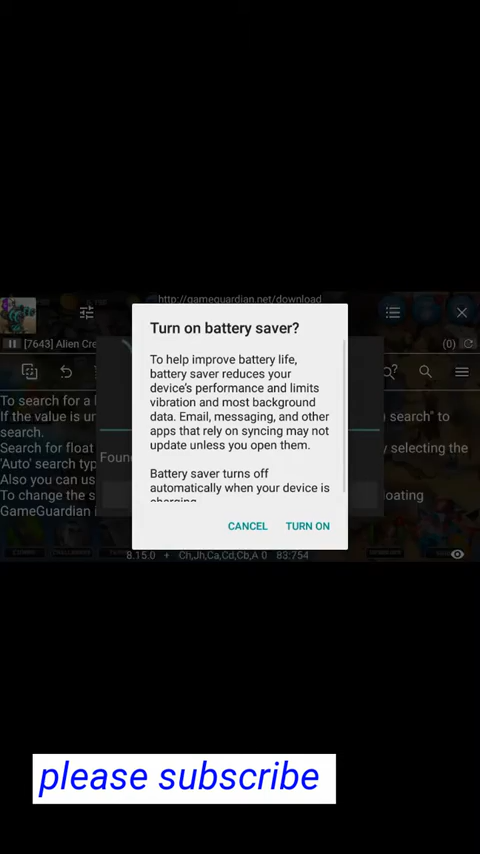 http://gameguardian.net/download
[7643] Alien Cre
(0)
Turn on battery saver?
To help improve battery life,
battery saver reduces your
device's performance and limits
vibration and most background
data. Email, messaging, and other
apps that rely on syncing may not
update unless you open them.
Battery saver turns off
automatically when your device is
charging
CANCEL TURN ON
To search for a
If the value is un
search" to
search.
Search for float
y selecting the
'Auto' search typ
Also you can us
To change the s
loating
GameGuardian i
Foun
8.15.0 + Ch,Jh,Ca,Cd,Cb,A 0 83:754
please subscribe